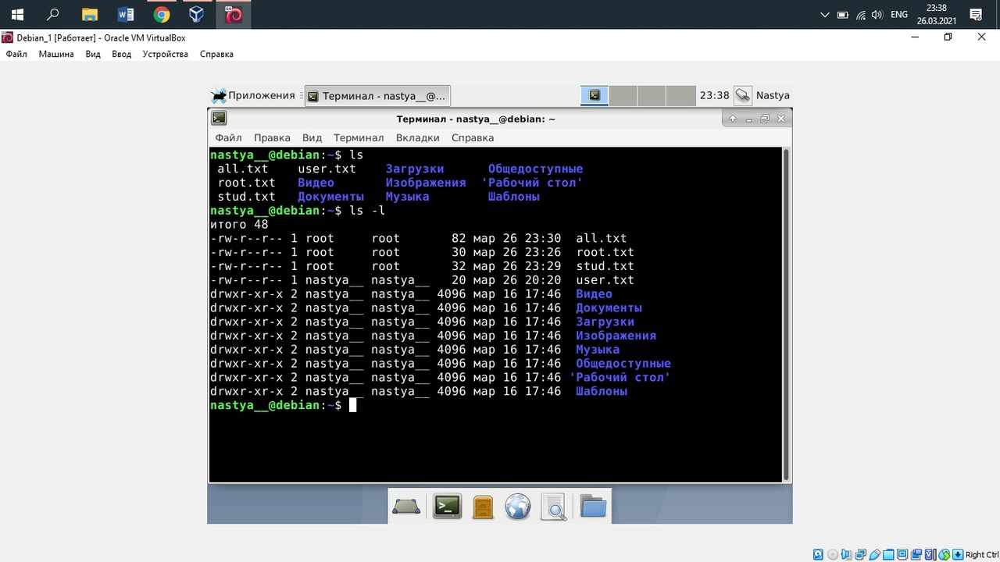 23:38
ENG
26.03.2021
Debian_1 [Работает] - Oracle VM VirtualBox
Файл Машина Вид Ввод Устройства Справка
Приложения Терминал - nastya__@... 23:38 Nastya
Терминал - nastya__@debian: ~
Файл Правка Вид Терминал Вкладки Справка
nastya__@debian:~$ ls
all.txt user.txt Загрузки Общедоступные
root.txt Видео Изображения 'Рабочий стол'
stud.txt Документы Музыка Шаблоны
nastya__@debian:~$ ls -l
итого 48
-rw-r--r-- 1 root root 82 мар 26 23:30 all.txt
-rw-r--r-- 1 root root 30 мар 26 23:26 root.txt
-rw-r--r-- 1 root root 32 мар 26 23:29 stud.txt
-rw-r--r-- 1 nastya__ nastya__ 20 мар 26 20:20 user.txt
drwxr-xr-x 2 nastya__ nastya__ 4096 мар 16 17:46 Видео
drwxr-xr-x 2 nastya__ nastya__ 4096 мар 16 17:46 Документы
drwxr-xr-x 2 nastya__ nastya__ 4096 мар 16 17:46 Загрузки
drwxr-xr-x 2 nastya__ nastya__ 4096 мар 16 17:46 Изображения
drwxr-xr-x 2 nastya__ nastya__ 4096 мар 16 17:46 Музыка
drwxr-xr-x 2 nastya__ nastya__ 4096 мар 16 17:46 Общедоступные
drwxr-xr-x 2 nastya__ nastya__ 4096 мар 16 17:46 'Рабочий стол'
drwxr-xr-x 2 nastya__ nastya__ 4096 мар 16 17:46 Шаблоны
nastya__@debian:~$
Right Ctrl